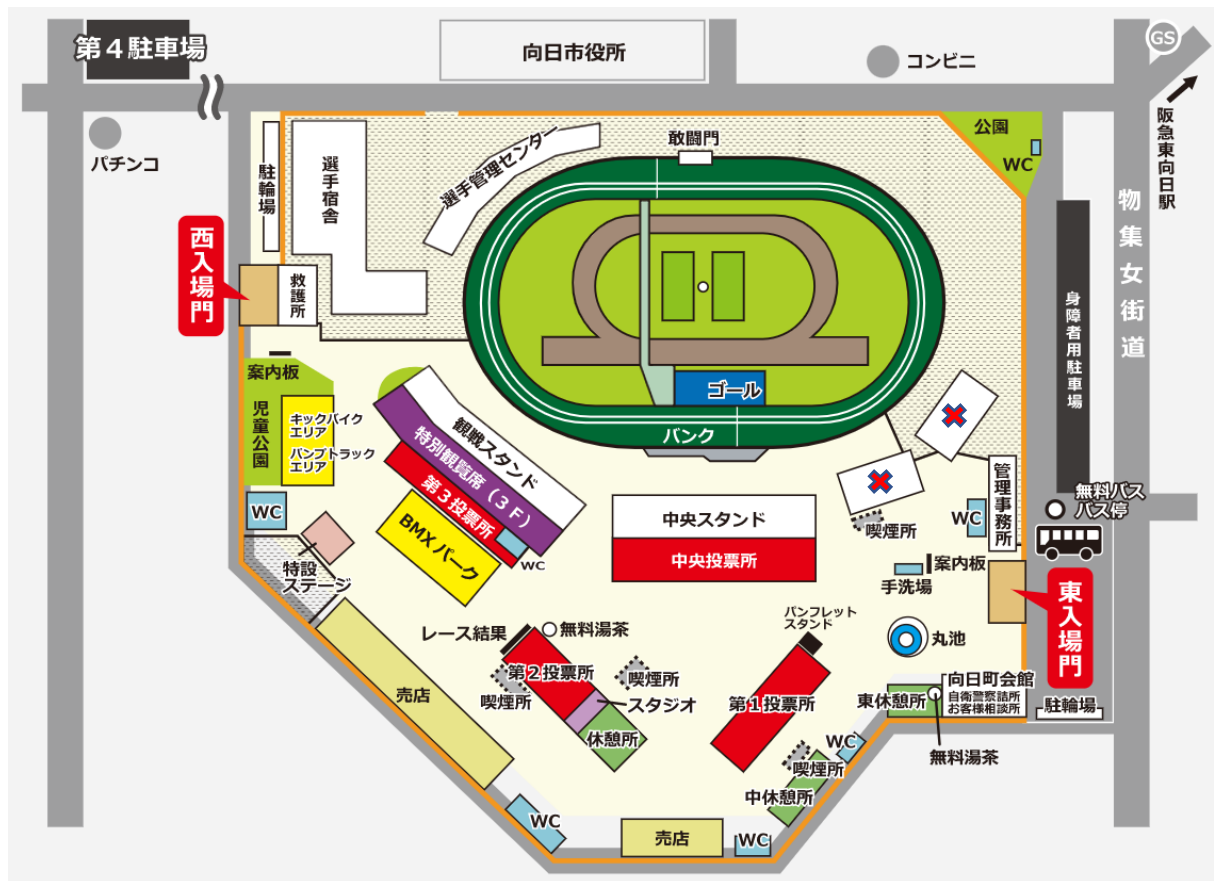 第４駐車場
向日市役所
コンビニ
GS
阪急東向日駅
パチンコ
駐輪場
選手宿舎
選手管理センター
敢闘門
公園
WC
物集女街道
西入場門
救護所
身障者用駐車場
案内板
児童公園
キックバイク
エリア
パンプトラック
エリア
観戦スタンド
特別観覧席（３Ｆ）
第３投票所
WC
BMX パーク
ゴール
バンク
中央スタンド
中央投票所
喫煙所
WC
管理事務所
無料バス
バス停
WC
特設
ステージ
案内板
手洗場
東入場門
丸池
パンフレット
スタンド
レース結果
無料湯茶
第２投票所
喫煙所
喫煙所
スタジオ
休憩所
第１投票所
東休憩所
向日町会館
自衛警察詰所
お客様相談所
駐輪場
無料湯茶
売店
WC
喫煙所
中休憩所
WC
売店
WC